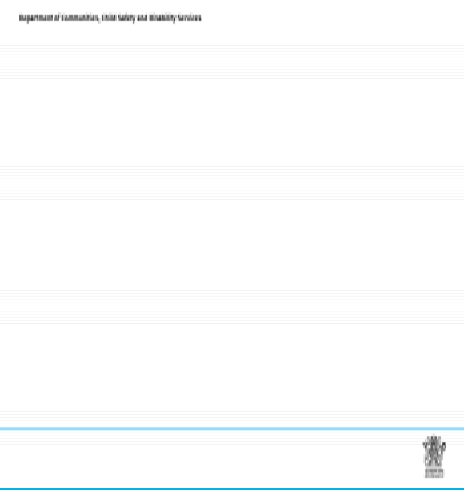 Department of Communities, Child Safety and Disability Services